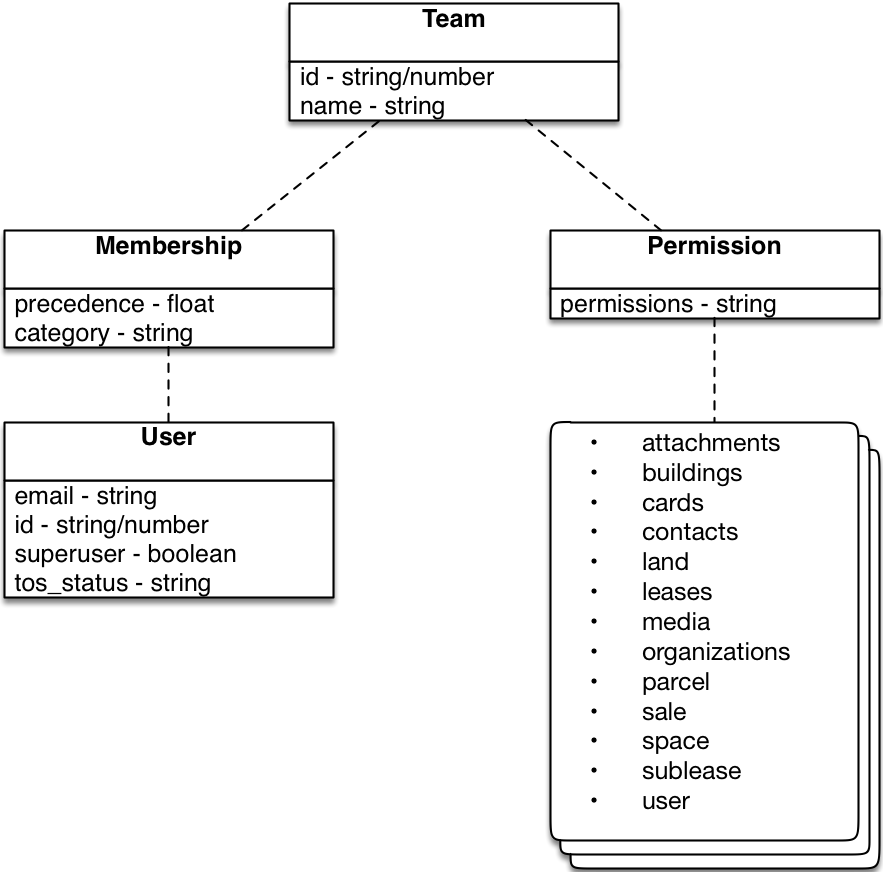 Team
id - string/number
name - string
Membership
precedence - float
category - string
Permission
permissions - string
User
email - string
id - string/number
superuser - boolean
tos_status - string
• attachments
• buildings
• cards
• contacts
• land
• leases
• media
• organizations
• parcel
• sale
• space
• sublease
• user